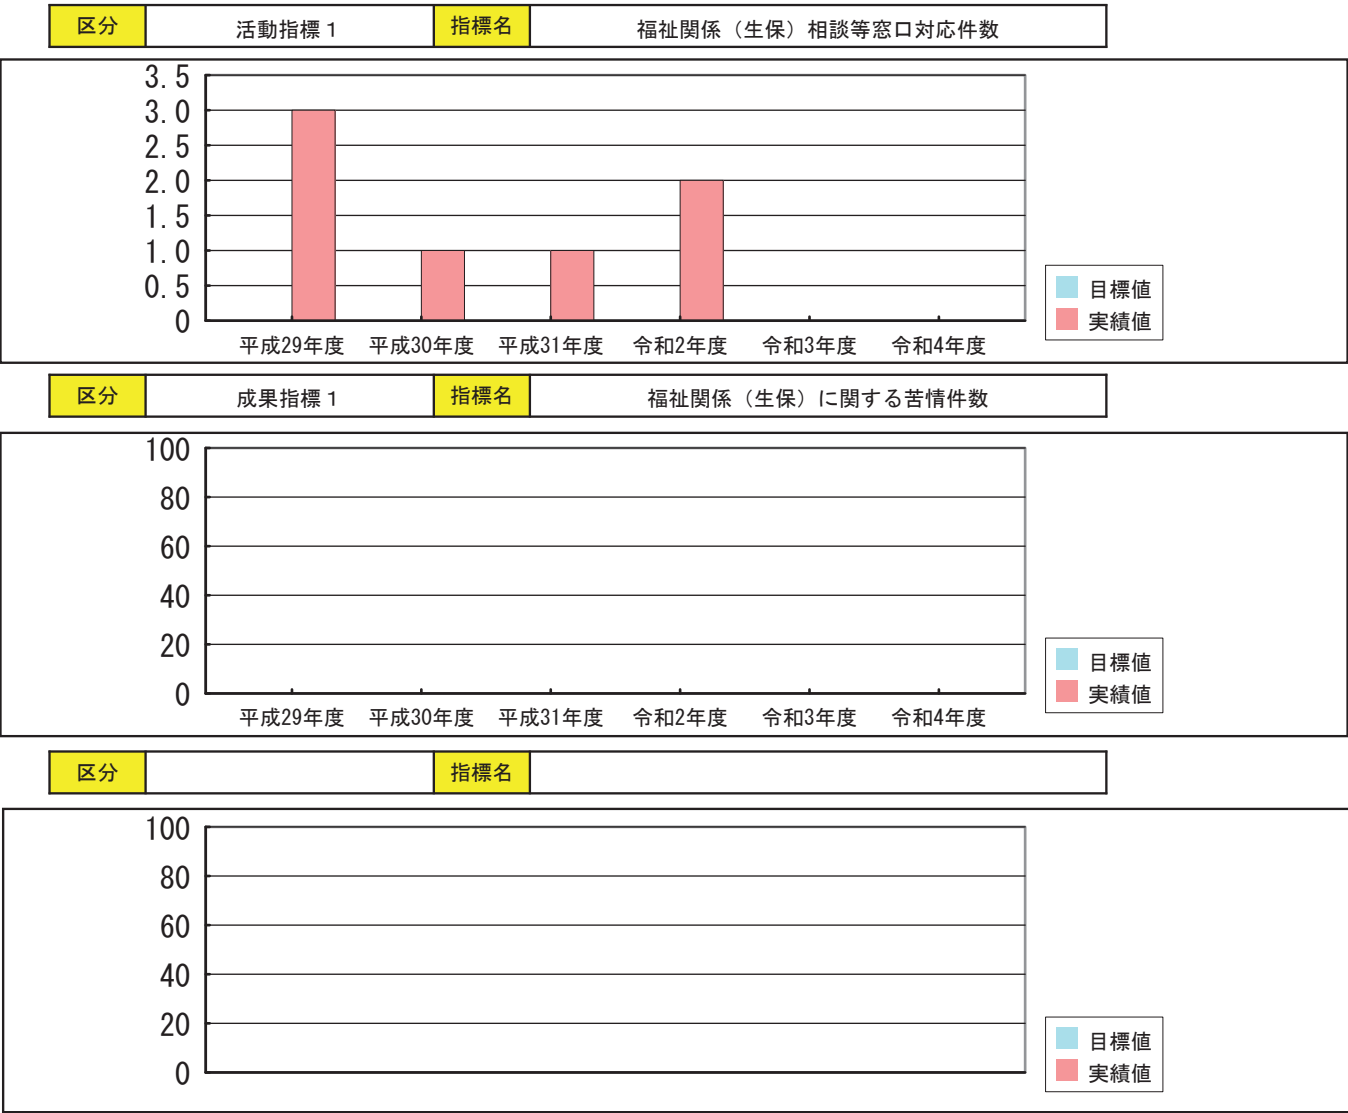 区分 活動指標1 指標名 福祉関係（生保）相談等窓口対応件数
3.5
3.0
2.5
2.0
1.5
1.0
0.5
0
平成29年度 平成30年度 平成31年度 令和2年度 令和3年度 令和4年度
目標値
実績値
区分 成果指標1 指標名 福祉関係（生保）に関する苦情件数
100
80
60
40
20
0
平成29年度 平成30年度 平成31年度 令和2年度 令和3年度 令和4年度
目標値
実績値
区分 指標名
100
80
60
40
20
0
目標値
実績値